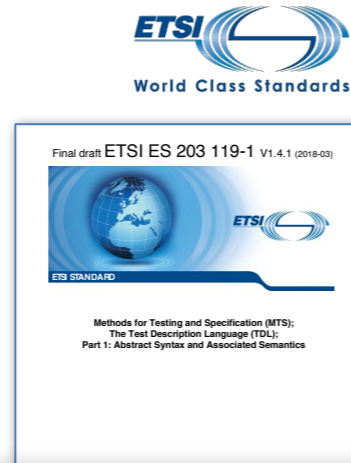 ETSI
World Class Standards
Final draft ETSI ES 203 119-1 V1.4.1 (2018-03)
ETSI
ETSI STANDARD
Methods for Testing and Specification (MTS);
The Test Description Language (TDL);
Part 1: Abstract Syntax and Associated Semantics